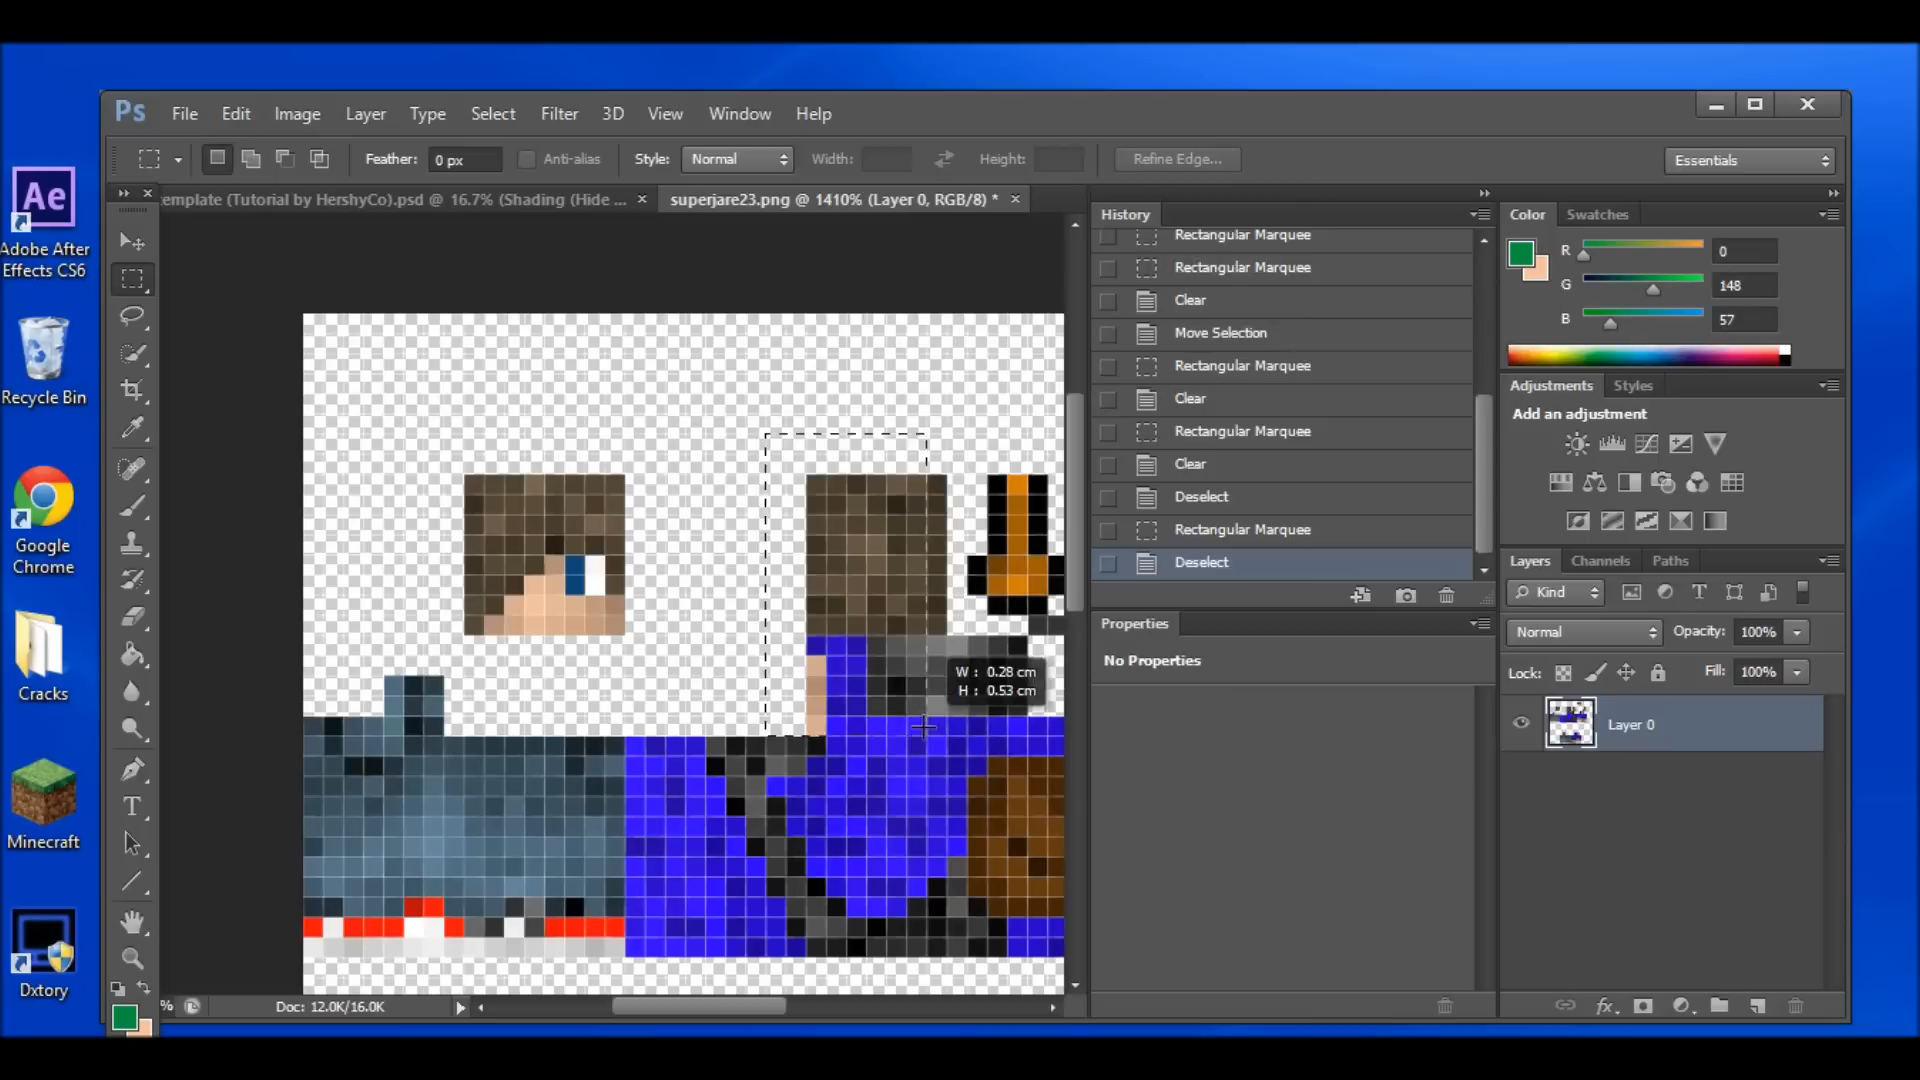 Ps File Edit Image Layer Type Select Filter 3D View Window Help
Feather: 0 px Anti-alias Style: Normal Width: Height: Refine Edge... Essentials
template (Tutorial by HershyCo).psd @ 16.7% (Shading (Hide ... superjare23.png @ 1410% (Layer 0, RGB/8) *
Ae
Adobe After
Effects CS6
Recycle Bin
Google
Chrome
Cracks
Minecraft
Dxtory
W : 0.28 cm
H : 0.53 cm
% Doc: 12.0K/16.0K
History
Rectangular Marquee
Rectangular Marquee
Clear
Move Selection
Rectangular Marquee
Clear
Rectangular Marquee
Clear
Deselect
Rectangular Marquee
Deselect
Properties
No Properties
Color Swatches
R 0
G 148
B 57
Adjustments Styles
Add an adjustment
Layers Channels Paths
Kind
Normal Opacity: 100%
Lock: Fill: 100%
Layer 0
fx